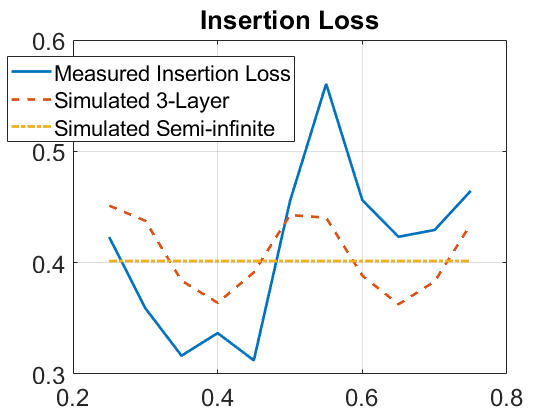 Insertion Loss
0.6
Measured Insertion Loss
Simulated 3-Layer
Simulated Semi-infinite
0.5
0.4
0.3
0.2 0.4 0.6 0.8